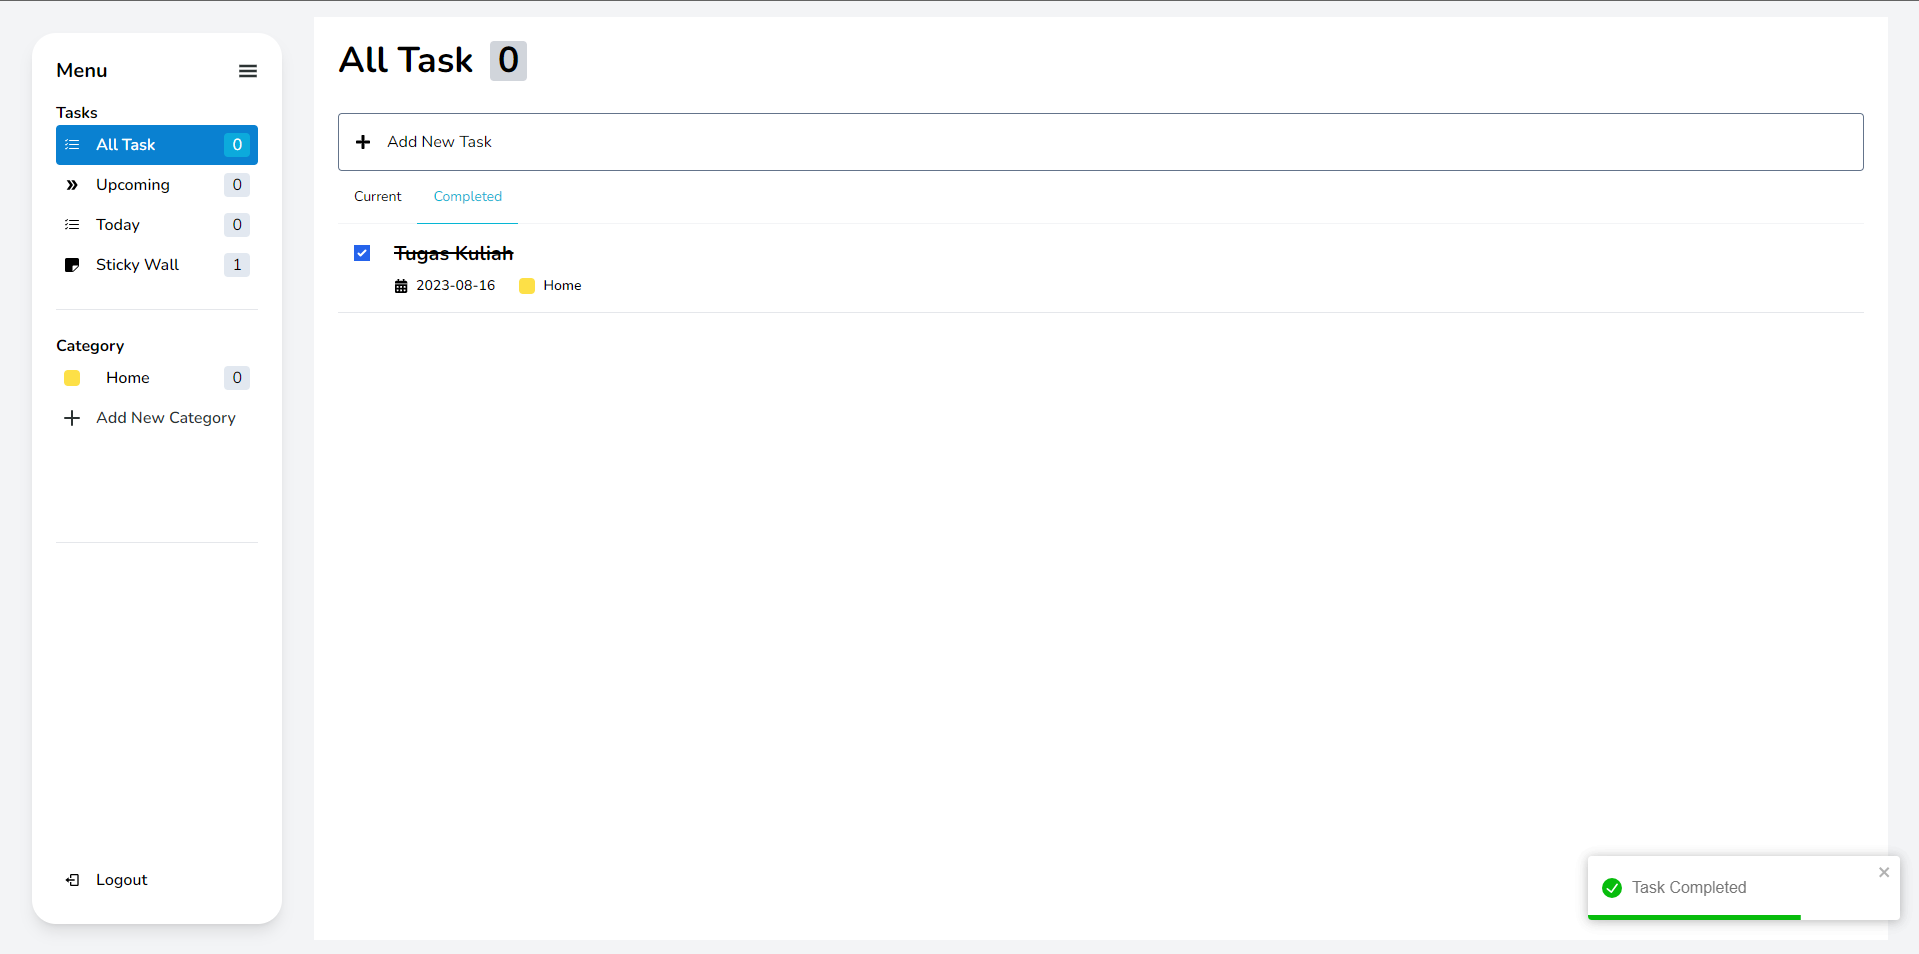 Menu
Tasks
All Task 0
Upcoming 0
Today 0
Sticky Wall 1
Category
Home 0
Add New Category
Logout
All Task 0
Add New Task
Current Completed
Tugas Kuliah
2023-08-16 Home
Task Completed